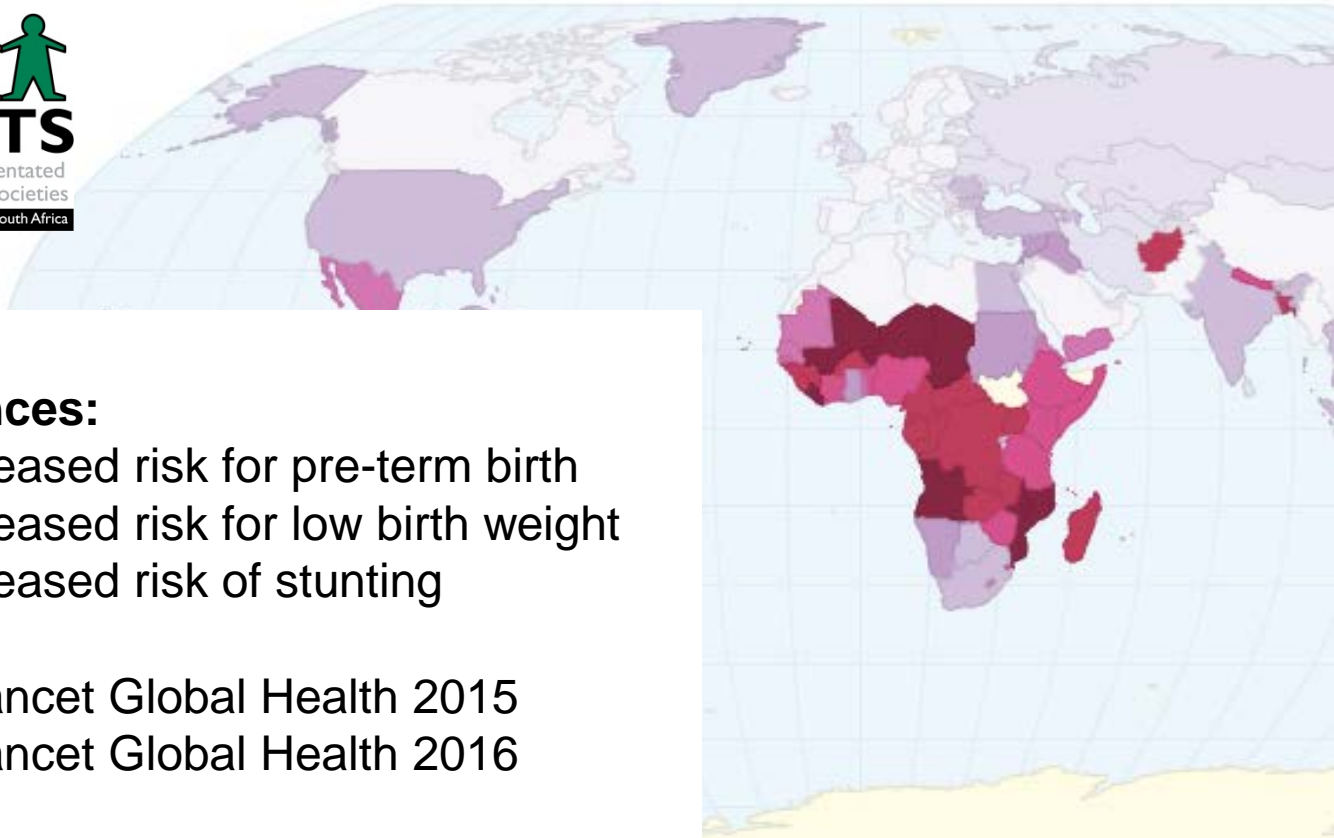 TS
entated
ocieties
outh Africa
nces:
eased risk for pre-term birth
eased risk for low birth weight
eased risk of stunting
ancet Global Health 2015
ancet Global Health 2016